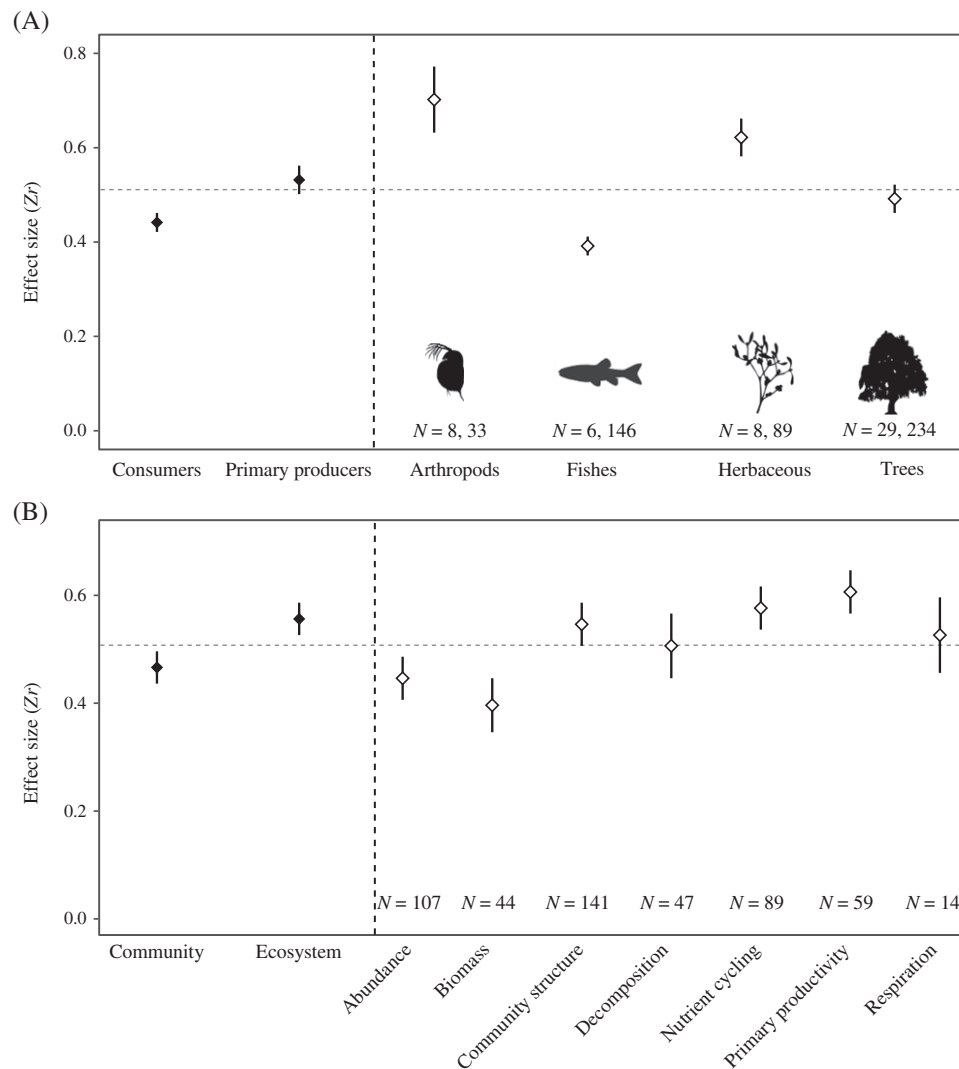 (A)
Effect size (Zr)
0.8
0.6
0.4
0.2
0.0
N = 8, 33 N = 6, 146 N = 8, 89 N = 29, 234
Consumers Primary producers Arthropods Fishes Herbaceous Trees
(B)
Effect size (Zr)
0.6
0.4
0.2
0.0
N = 107 N = 44 N = 141 N = 47 N = 89 N = 59 N = 14
Community Ecosystem
Abundance
Biomass
Community structure
Decomposition
Nutrient cycling
Primary productivity
Respiration